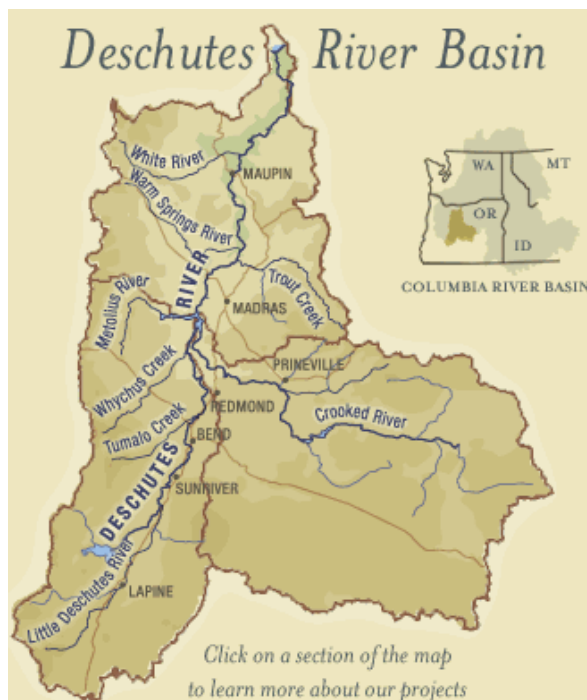 Deschutes River Basin
White River
MAUPIN
Warm Springs River
WA
MT
OR
ID
COLUMBIA RIVER BASIN
RIVER
Trout Creek
Metolius River
MADRAS
Whychus Creek
PRINEVILLE
REDMOND
Crooked River
Tumalo Creek
BEND
DESCHUTES
SUNRIVER
Little Deschutes River
LAPINE
Click on a section of the map
to learn more about our projects